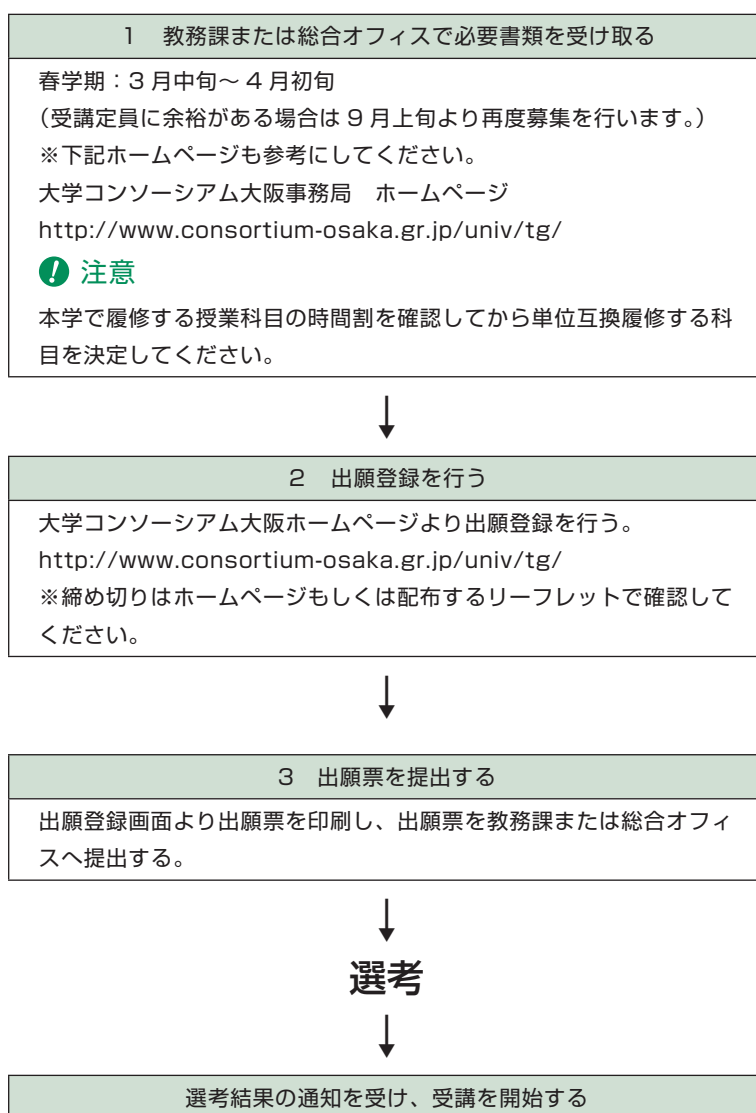 1　教務課または総合オフィスで必要書類を受け取る
春学期：3月中旬～4月初旬
（受講定員に余裕がある場合は9月上旬より再度募集を行います。）
※下記ホームページも参考にしてください。
大学コンソーシアム大阪事務局　ホームページ
http://www.consortium-osaka.gr.jp/univ/tg/
! 注意
本学で履修する授業科目の時間割を確認してから単位互換履修する科
目を決定してください。
2　出願登録を行う
大学コンソーシアム大阪ホームページより出願登録を行う。
http://www.consortium-osaka.gr.jp/univ/tg/
※締め切りはホームページもしくは配布するリーフレットで確認して
ください。
3　出願票を提出する
出願登録画面より出願票を印刷し、出願票を教務課または総合オフィ
スへ提出する。
選考
選考結果の通知を受け、受講を開始する